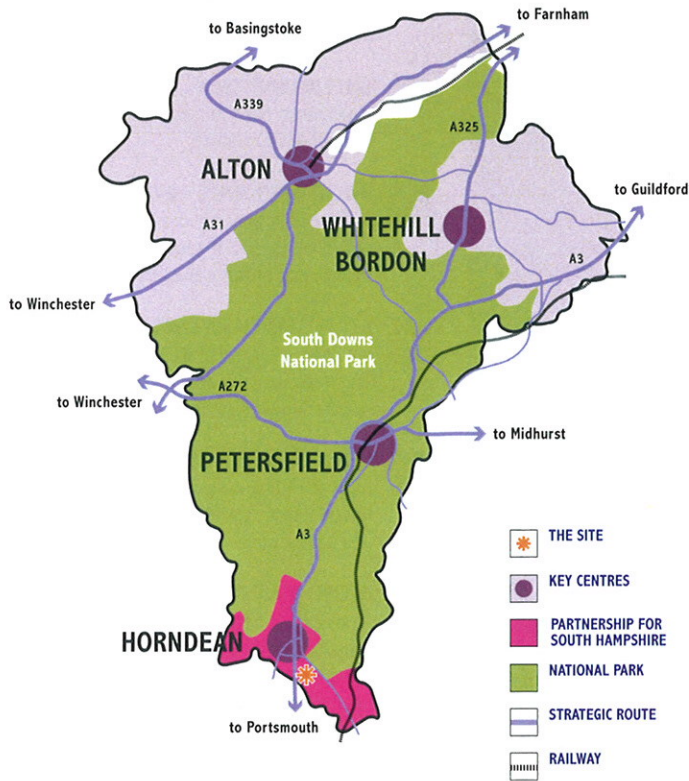 to Farnham
to Basingstoke
A339
A325
ALTON
to Guildford
A31
WHITEHILL
BORDON
A3
to Winchester
South Downs
National Park
A272
to Winchester
to Midhurst
PETERSFIELD
A3
THE SITE
KEY CENTRES
PARTNERSHIP FOR
SOUTH HAMPSHIRE
HORNDEAN
NATIONAL PARK
STRATEGIC ROUTE
to Portsmouth
RAILWAY